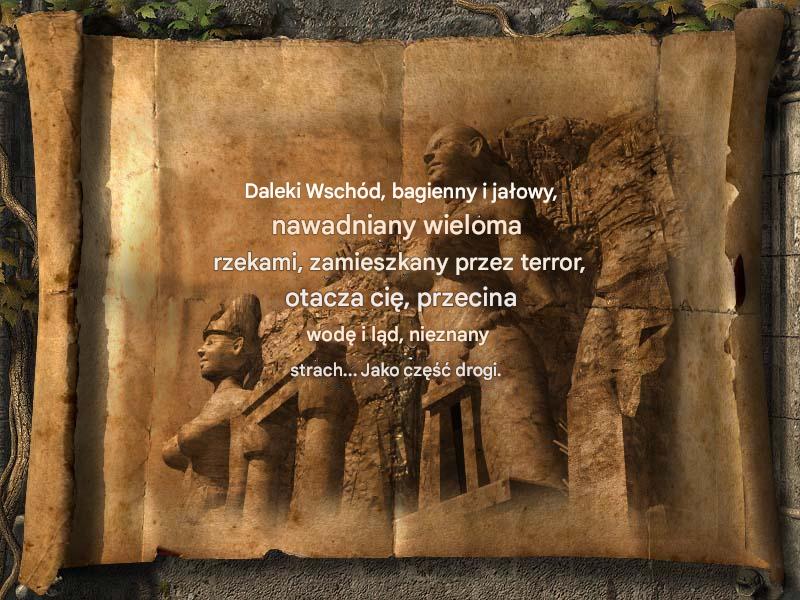 Daleki Wschód, bagienny i jałowy,
nawadniany wieloma
rzekami, zamieszkany przez terror,
otacza cię, przecina
wodę i ląd, nieznany
strach... Jako część drogi.